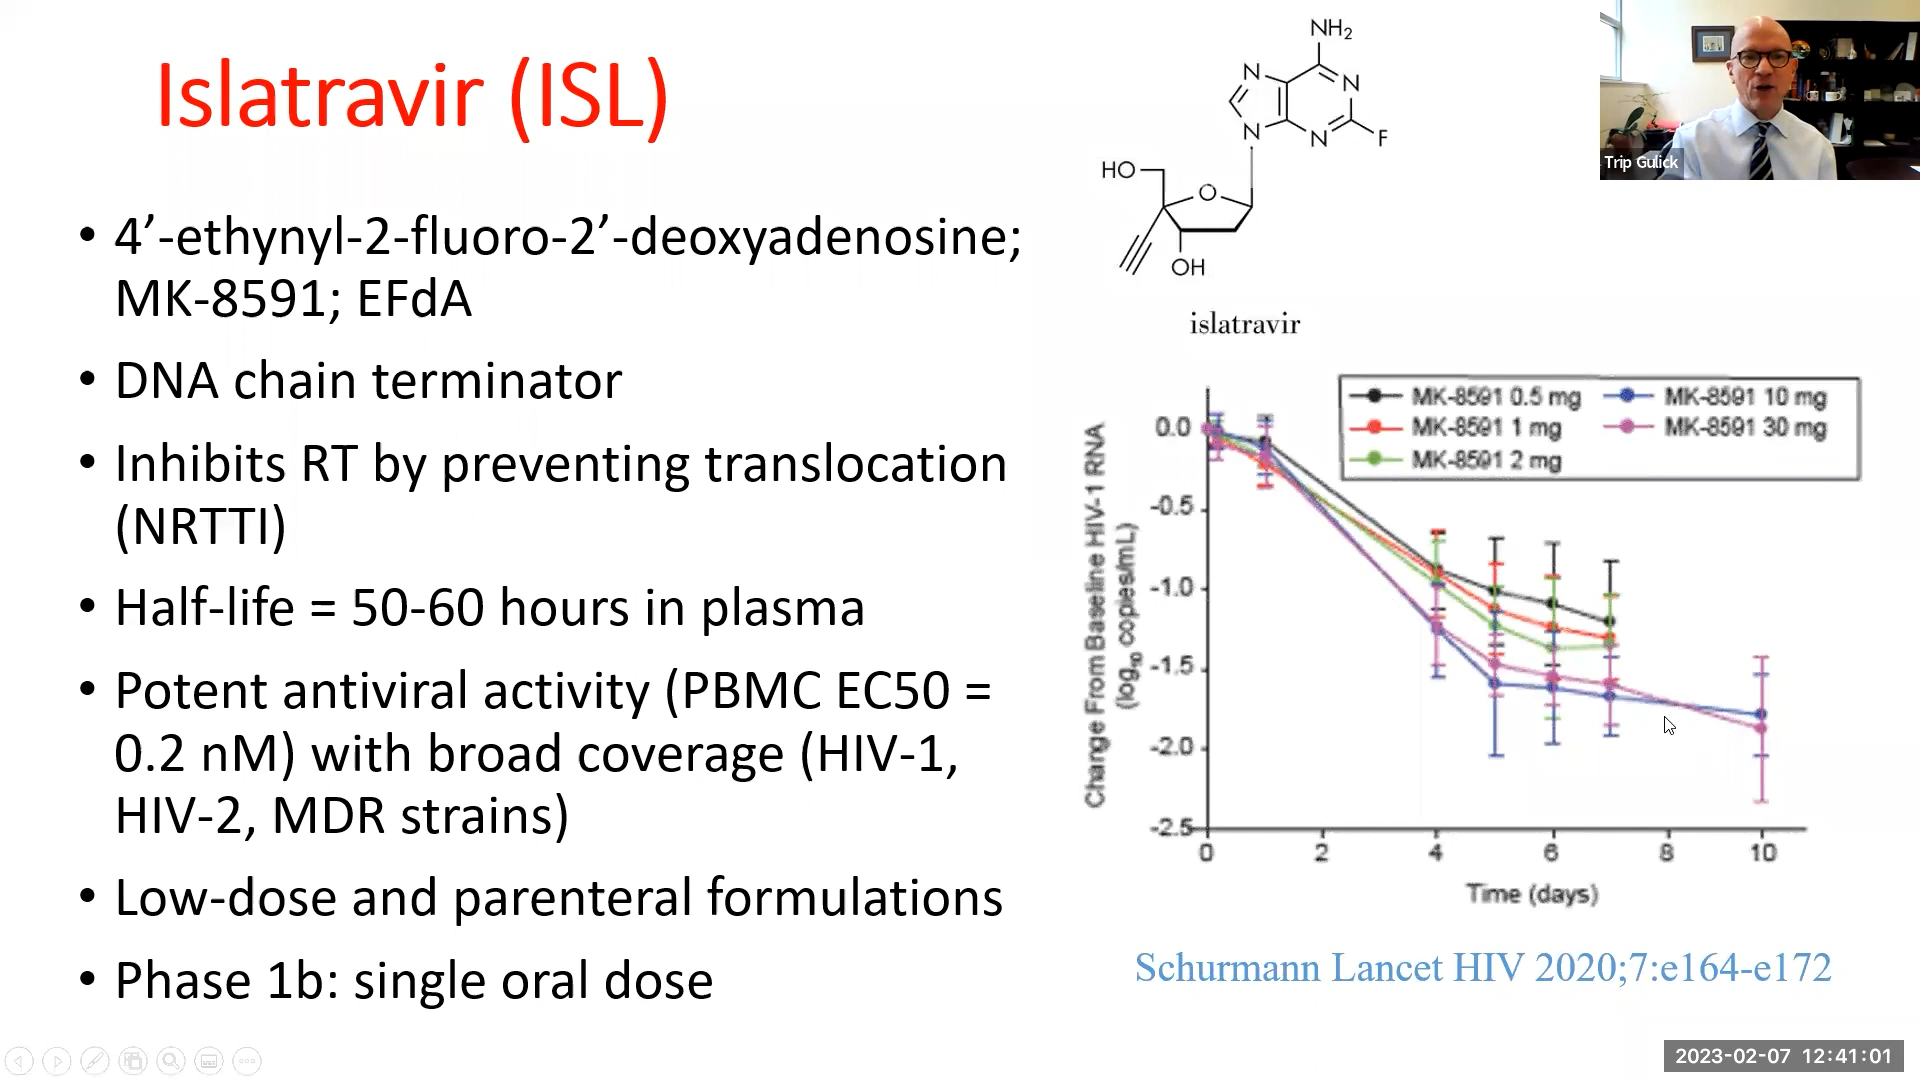 Islatravir (ISL)
• 4’-ethynyl-2-fluoro-2’-deoxyadenosine;
MK-8591; EFdA
• DNA chain terminator
• Inhibits RT by preventing translocation
(NRTTI)
• Half-life = 50-60 hours in plasma
• Potent antiviral activity (PBMC EC50 =
0.2 nM) with broad coverage (HIV-1,
HIV-2, MDR strains)
• Low-dose and parenteral formulations
• Phase 1b: single oral dose
NH₂
N
N
N
N
F
HO
O
OH
islatravir
Trip Gulick
MK-8591 0.5 mg
MK-8591 1 mg
MK-8591 2 mg
MK-8591 10 mg
MK-8591 30 mg
Change From Baseline HIV-1 RNA
(log₁₀ copies/mL)
0.0
-0.5
-1.0
-1.5
-2.0
-2.5
0 2 4 6 8 10
Time (days)
Schurmann Lancet HIV 2020;7:e164-e172
2023-02-07 12:41:01